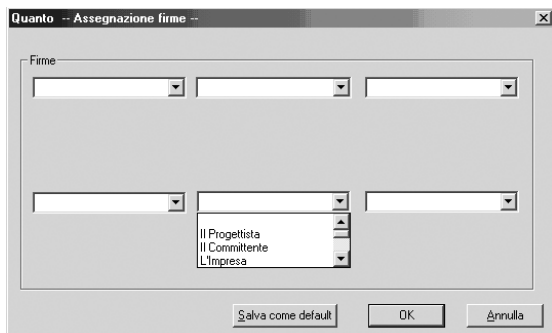 Quanto -- Assegnazione firme --
Firme
Il Progettista
Il Committente
L'Impresa
Salva come default
OK
Annulla